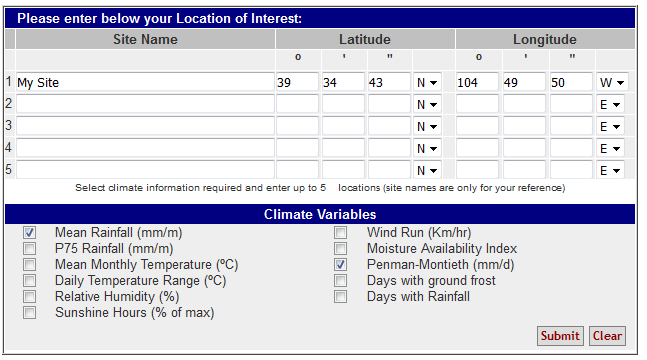 Please enter below your Location of Interest:
Site Name Latitude Longitude
o ' " o ' "
1 My Site 39 34 43 N 104 49 50 W
2 N E
3 N E
4 N E
5 N E
Select climate information required and enter up to 5 locations (site names are only for your reference)
Climate Variables
Mean Rainfall (mm/m) Wind Run (Km/hr)
P75 Rainfall (mm/m) Moisture Availability Index
Mean Monthly Temperature (ºC) Penman-Montieth (mm/d)
Daily Temperature Range (ºC) Days with ground frost
Relative Humidity (%) Days with Rainfall
Sunshine Hours (% of max)
Submit Clear